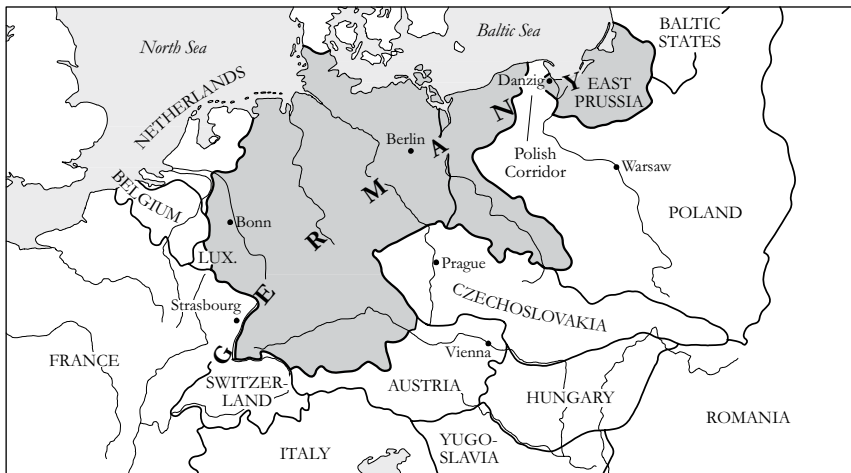 North Sea
Baltic Sea
BALTIC
STATES
NETHERLANDS
Danzig
EAST
PRUSSIA
Berlin
Polish
Corridor
Warsaw
BELGIUM
Bonn
POLAND
LUX.
Prague
Strasbourg
CZECHOSLOVAKIA
GERMANY
FRANCE
Vienna
SWITZER-
LAND
AUSTRIA
HUNGARY
ROMANIA
ITALY
YUGO-
SLAVIA